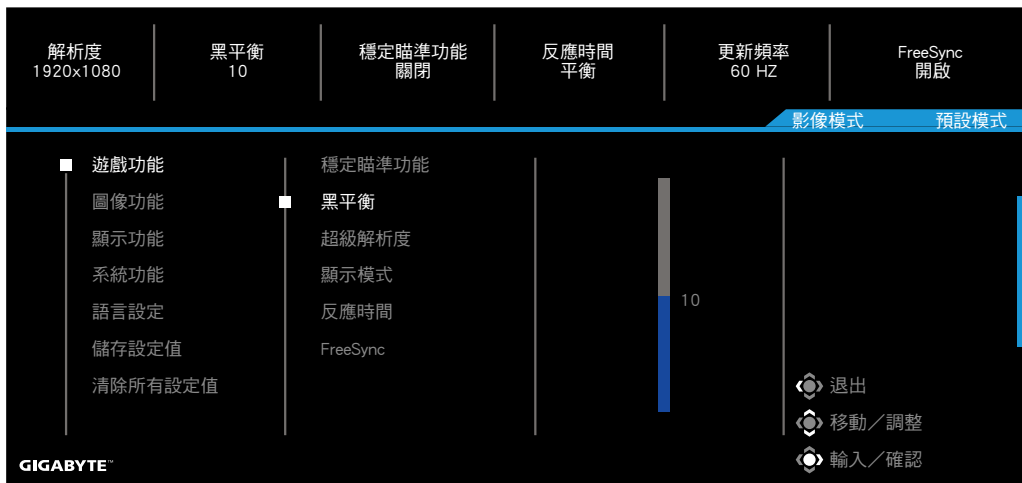 解析度
1920x1080
黑平衡
10
穩定瞄準功能
關閉
反應時間
平衡
更新頻率
60 HZ
FreeSync
開啟
影像模式 預設模式
遊戲功能
圖像功能
顯示功能
系統功能
語言設定
儲存設定值
清除所有設定值
穩定瞄準功能
黑平衡
超級解析度
顯示模式
反應時間
FreeSync
10
退出
移動／調整
輸入／確認
GIGABYTE™